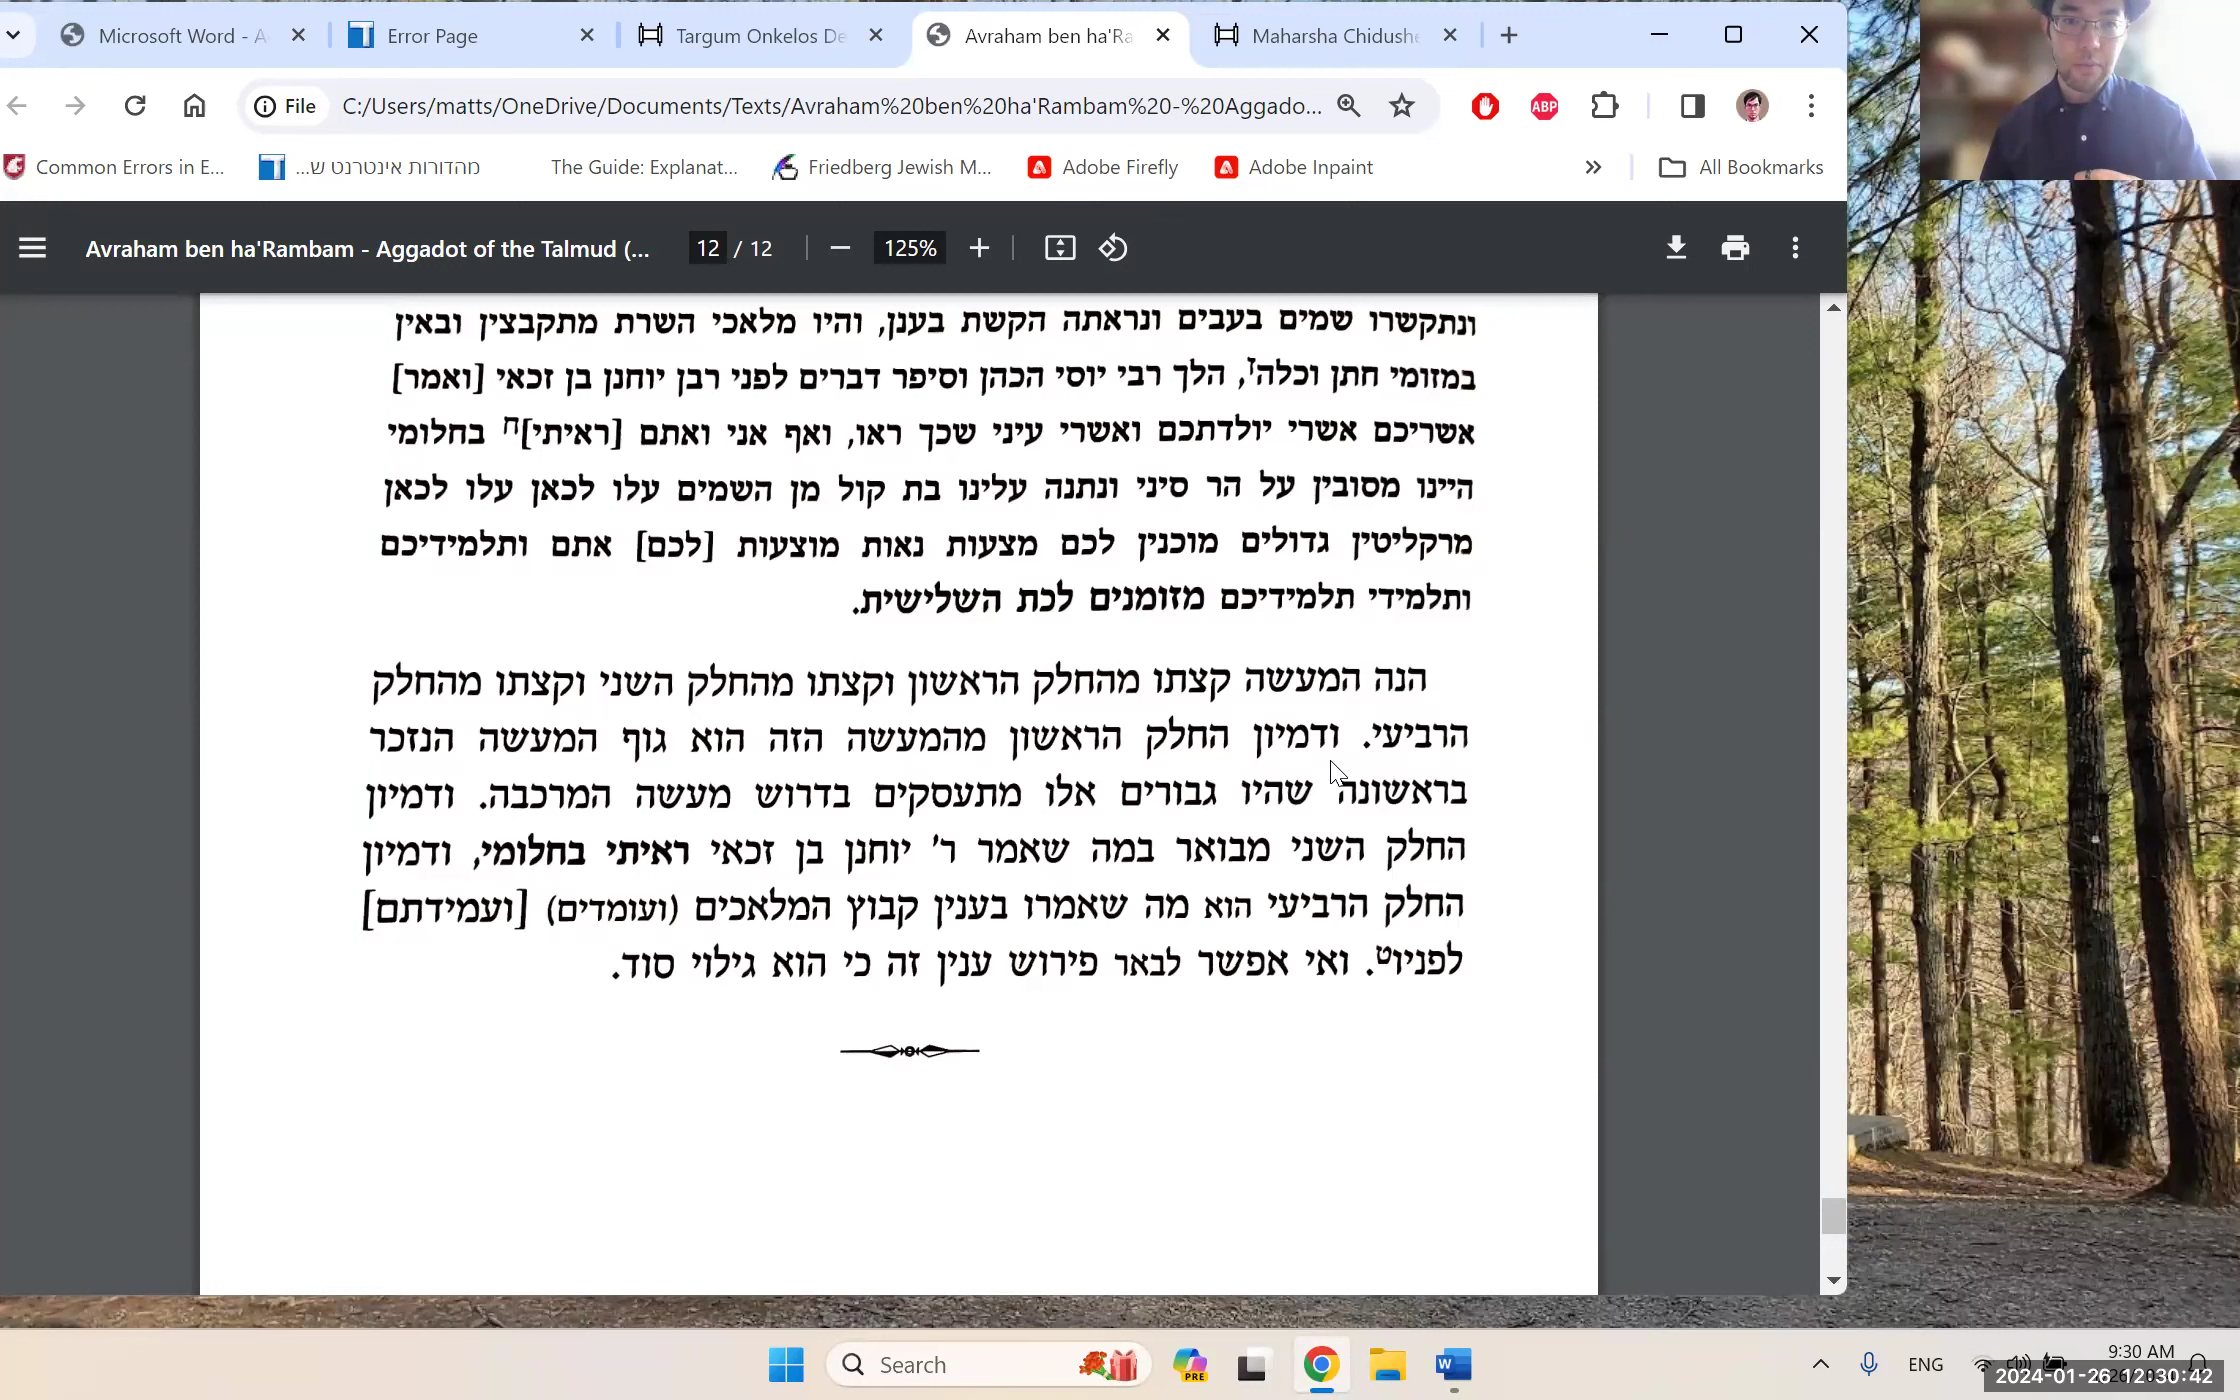 Microsoft Word - A
Error Page
Targum Onkelos De
Avraham ben ha'Ra
Maharsha Chidushe
File
C:/Users/matts/OneDrive/Documents/Texts/Avraham%20ben%20ha'Rambam%20-%20Aggado...
ABP
Common Errors in E...
מהדורות אינטרנט ש...
The Guide: Explanat...
Friedberg Jewish M...
Adobe Firefly
Adobe Inpaint
All Bookmarks
Avraham ben ha'Rambam - Aggadot of the Talmud (...
12 / 12
125%
ונתקשרו שמים בעבים ונראתה הקשת בענן, והיו מלאכי השרת מתקבצין ובאין
במזומי חתן וכלהז, הלך רבי יוסי הכהן וסיפר דברים לפני רבן יוחנן בן זכאי [ואמר]
אשריכם אשרי יולדתכם ואשרי עיני שכך ראו, ואף אני ואתם [ראיתי]ח בחלומי
היינו מסובין על הר סיני ונתנה עלינו בת קול מן השמים עלו לכאן עלו לכאן
מרקליטין גדולים מוכנין לכם מצעות נאות מוצעות [לכם] אתם ותלמידיכם
ותלמידי תלמידיכם מזומנים לכת השלישית.
הנה המעשה קצתו מהחלק הראשון וקצתו מהחלק השני וקצתו מהחלק
הרביעי. ודמיון החלק הראשון מהמעשה הזה הוא גוף המעשה הנזכר
בראשונה שהיו גבורים אלו מתעסקים בדרוש מעשה המרכבה. ודמיון
החלק השני מבואר במה שאמר ר' יוחנן בן זכאי ראיתי בחלומי, ודמיון
החלק הרביעי הוא מה שאמרו בענין קבוץ המלאכים (ועומדים) [ועמידתם]
לפניוט. ואי אפשר לבאר פירוש ענין זה כי הוא גילוי סוד.
Search
PRE
W
ENG
9:30 AM
2024-01-26 12:30:42